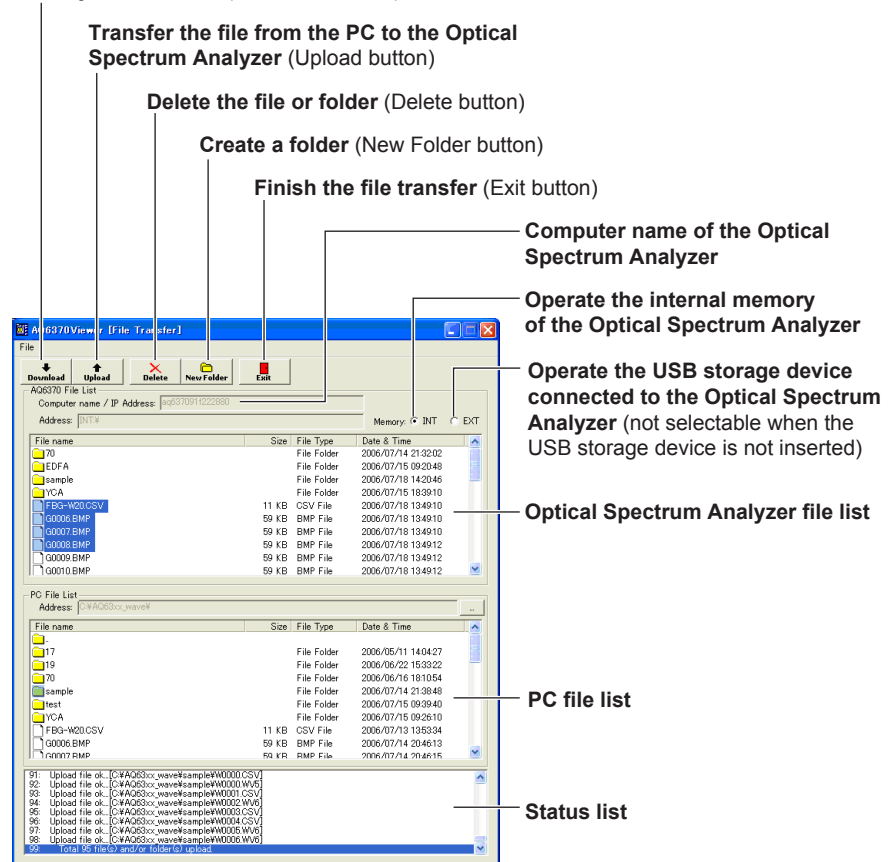 Transfer the file from the PC to the Optical
Spectrum Analyzer (Upload button)
Delete the file or folder (Delete button)
Create a folder (New Folder button)
Finish the file transfer (Exit button)
Computer name of the Optical
Spectrum Analyzer
Operate the internal memory
of the Optical Spectrum Analyzer
Operate the USB storage device
connected to the Optical Spectrum
Analyzer (not selectable when the
USB storage device is not inserted)
Optical Spectrum Analyzer file list
PC file list
Status list
AQ6370Viewer [File Transfer]
File
Download Upload Delete New Folder Exit
AQ6370 File List
Computer name / IP Address: aq637091f222880
Address: INT:¥ Memory: INT EXT
File name Size File Type Date & Time
70 File Folder 2006/07/14 21:32:02
EDFA File Folder 2006/07/15 09:20:48
sample File Folder 2006/07/18 14:20:46
YCA File Folder 2006/07/15 18:39:10
FBG-W20.CSV 11 KB CSV File 2006/07/18 13:49:10
G0006.BMP 59 KB BMP File 2006/07/18 13:49:10
G0007.BMP 59 KB BMP File 2006/07/18 13:49:10
G0008.BMP 59 KB BMP File 2006/07/18 13:49:12
G0009.BMP 59 KB BMP File 2006/07/18 13:49:12
G0010.BMP 59 KB BMP File 2006/07/18 13:49:12
PC File List
Address: C:¥AQ63xx_wave¥ ..
File name Size File Type Date & Time
.
17 File Folder 2006/05/11 14:04:27
19 File Folder 2006/06/22 15:33:22
70 File Folder 2006/06/16 18:10:54
sample File Folder 2006/07/14 21:38:48
test File Folder 2006/07/15 09:39:40
YCA File Folder 2006/07/15 09:26:10
FBG-W20.CSV 11 KB CSV File 2006/07/13 13:53:34
G0006.BMP 59 KB BMP File 2006/07/14 20:46:13
G0007.BMP 59 KB BMP File 2006/07/14 20:46:15
91: Upload file ok...[C:¥AQ63xx_wave¥sample¥W0000.CSV]
92: Upload file ok...[C:¥AQ63xx_wave¥sample¥W0000.WV5]
93: Upload file ok...[C:¥AQ63xx_wave¥sample¥W0001.CSV]
94: Upload file ok...[C:¥AQ63xx_wave¥sample¥W0002.WV6]
95: Upload file ok...[C:¥AQ63xx_wave¥sample¥W0003.CSV]
96: Upload file ok...[C:¥AQ63xx_wave¥sample¥W0004.CSV]
97: Upload file ok...[C:¥AQ63xx_wave¥sample¥W0005.WV6]
98: Upload file ok...[C:¥AQ63xx_wave¥sample¥W0006.WV6]
99: Total 95 file(s) and/or folder(s) upload.